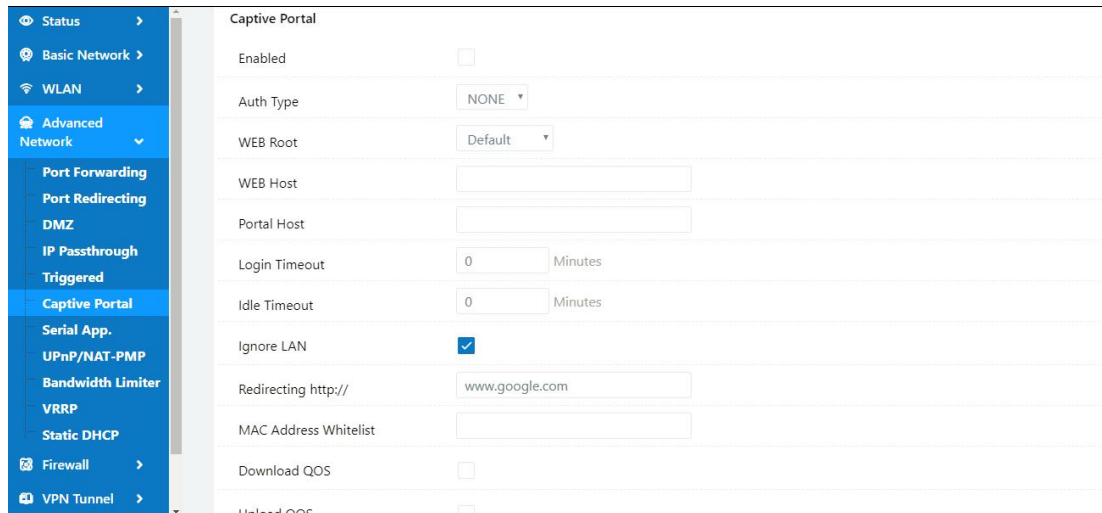 Status
Basic Network
WLAN
Advanced
Network
Port Forwarding
Port Redirecting
DMZ
IP Passthrough
Triggered
Captive Portal
Serial App.
UPnP/NAT-PMP
Bandwidth Limiter
VRRP
Static DHCP
Firewall
VPN Tunnel
Captive Portal
Enabled
Auth Type NONE
WEB Root Default
WEB Host
Portal Host
Login Timeout 0 Minutes
Idle Timeout 0 Minutes
Ignore LAN
Redirecting http:// www.google.com
MAC Address Whitelist
Download QOS
Upload QOS